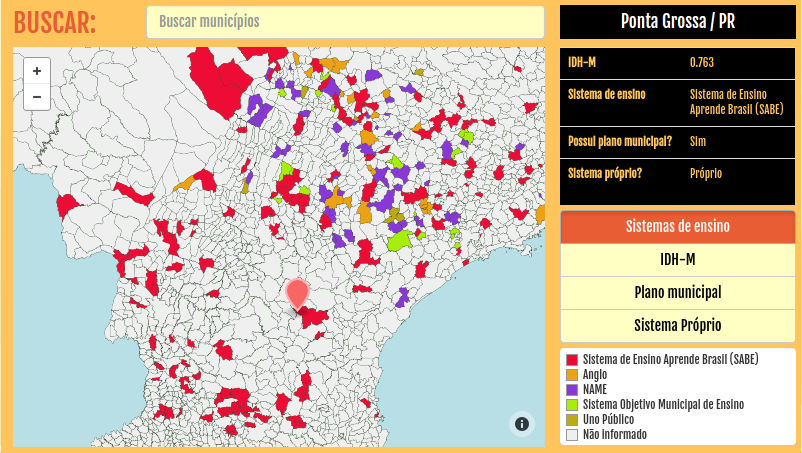 BUSCAR:
Buscar municípios
+
−
Ponta Grossa / PR
IDH-M 0.763
Sistema de ensino Sistema de Ensino
Aprende Brasil (SABE)
Possui plano municipal? Sim
Sistema próprio? Próprio
Sistemas de ensino
IDH-M
Plano municipal
Sistema Próprio
Sistema de Ensino Aprende Brasil (SABE)
Anglo
NAME
Sistema Objetivo Municipal de Ensino
Uno Público
Não informado
i